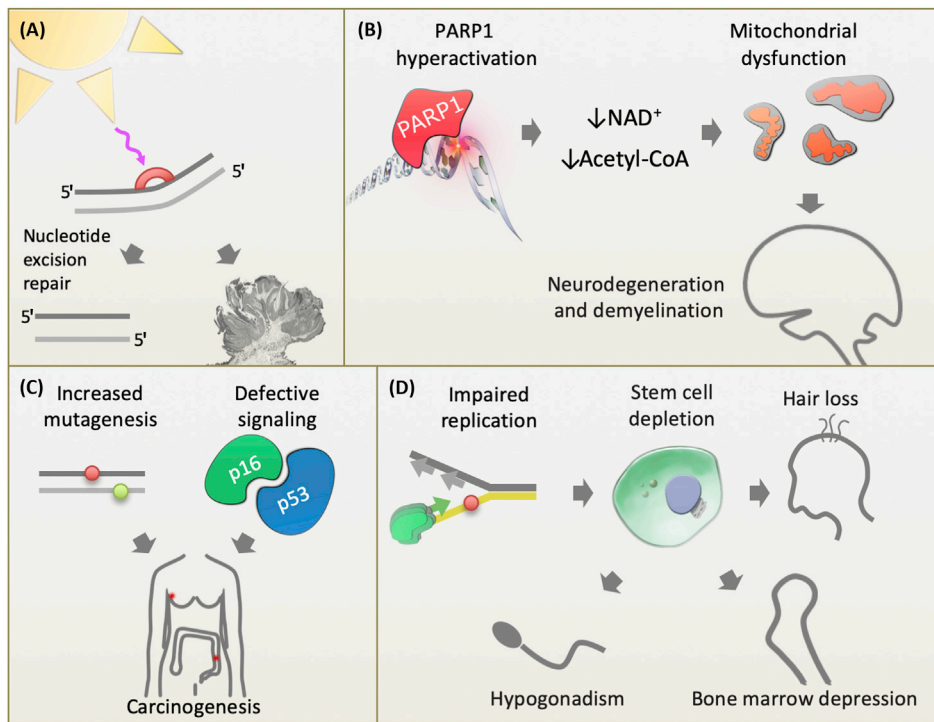 (A)
5'
5'
Nucleotide
excision
repair
5'
5'
(B)
PARP1
hyperactivation
PARP1
↓NAD⁺
↓Acetyl-CoA
Mitochondrial
dysfunction
Neurodegeneration
and demyelination
(C)
Increased
mutagenesis
Defective
signaling
p16
p53
Carcinogenesis
(D)
Impaired
replication
Stem cell
depletion
Hair loss
Hypogonadism
Bone marrow depression